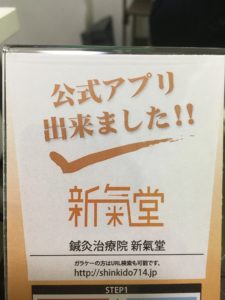 公式アプリ
出来ました!!
新氣堂
鍼灸治療院 新氣堂
ガラケーの方はURL検索も可能です。
http://shinkido714.jp
STEP1